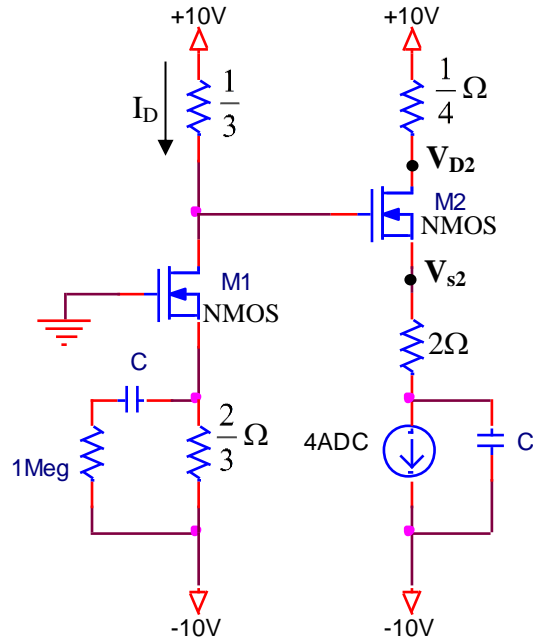 +10V +10V
I_D 1/3 1/4 Ω
V_D2
M2
NMOS
M1
NMOS
V_s2
C 2Ω
1Meg 2/3 Ω 4ADC C
-10V -10V